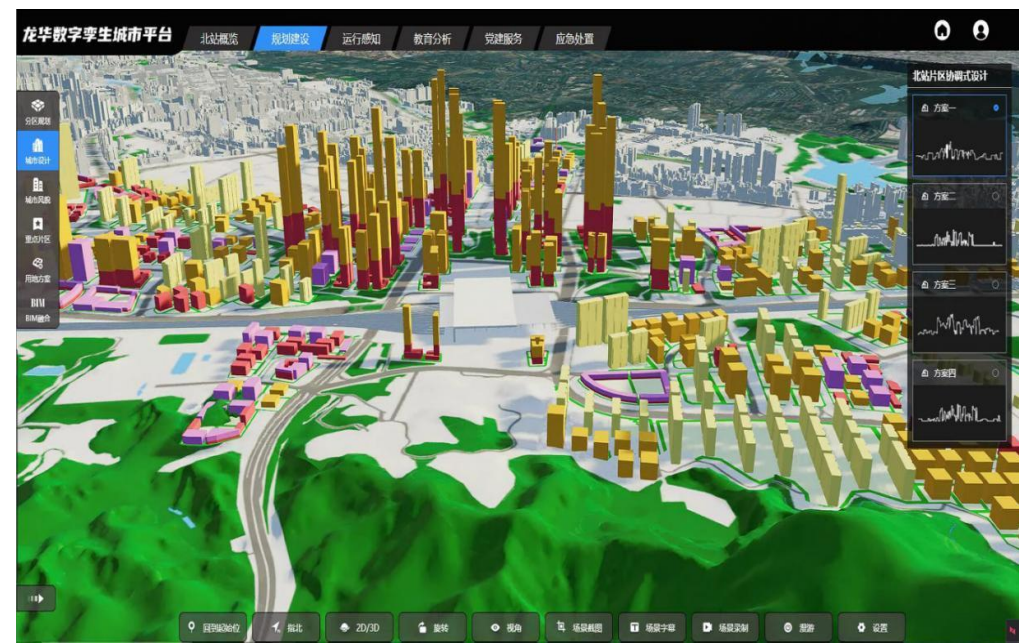 龙华数字孪生城市平台
北站概览
规划建设
运行感知
教育分析
党建服务
应急处置
分区规划
城市设计
城市风貌
重点片区
用地方案
BIM
BIM融合
北站片区协调式设计
方案一
方案二
方案三
方案四
回到初始位
指北
2D/3D
旋转
视角
场景截图
场景字幕
场景录制
漫游
设置